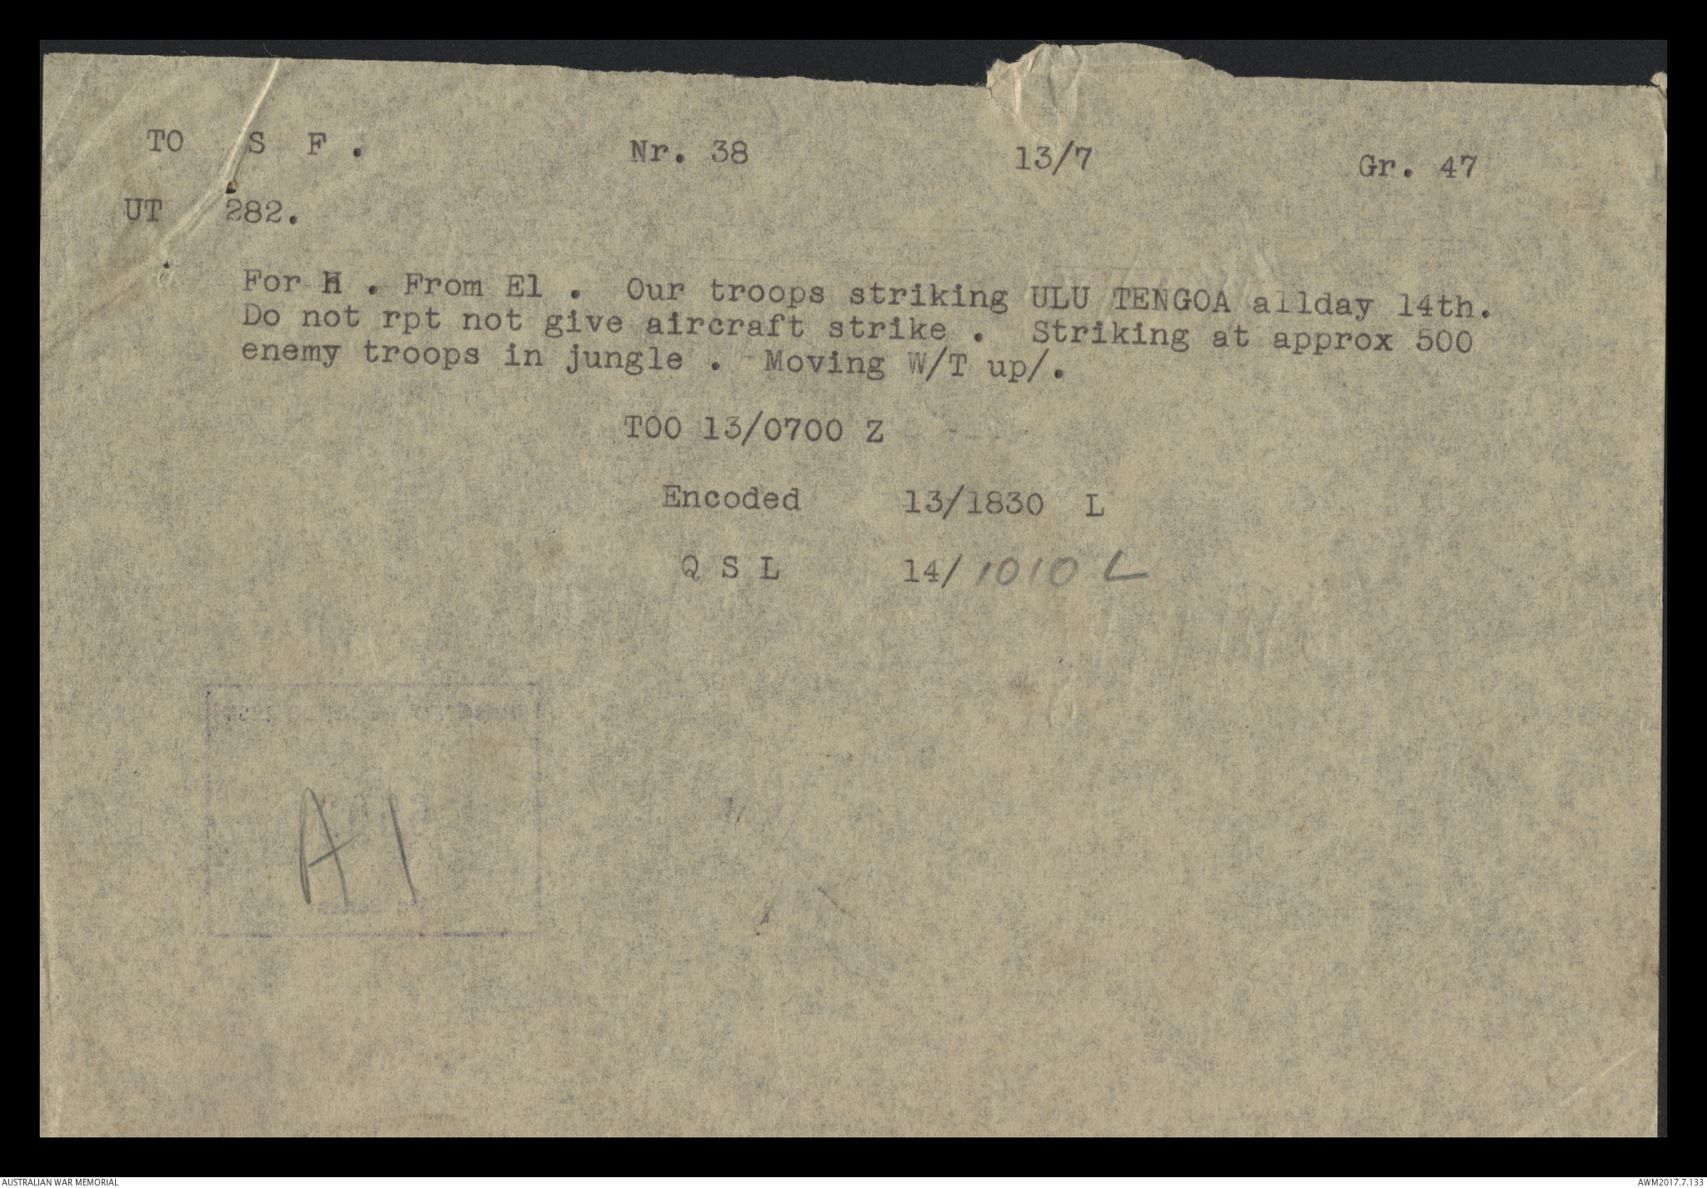 TO S F . Nr. 38 13/7 Gr. 47
UT 282.
For H . From El . Our troops striking ULU TENGOA allday 14th.
Do not rpt not give aircraft strike . Striking at approx 500
enemy troops in jungle . Moving W/T up/.
TOO 13/0700 Z
Encoded 13/1830 L
Q S L 14/1010 L
A1
AUSTRALIAN WAR MEMORIAL AWM2017.7.133